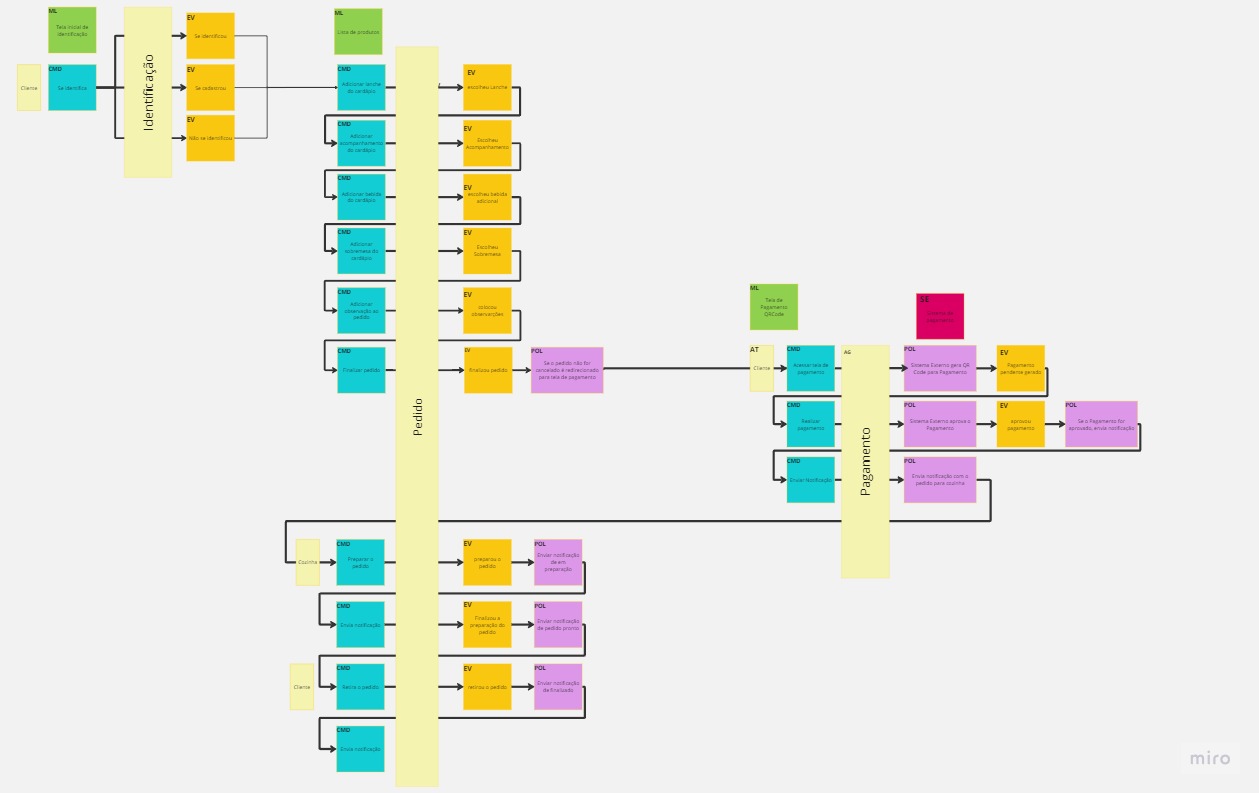 ML
Tela inicial de
identificação
Cliente
CMD
Se identifica
Identificação
EV
Se identificou
EV
Se cadastrou
EV
Não se identificou
ML
Lista de produtos
Pedido
CMD
Adicionar lanche
do cardápio
EV
escolheu Lanche
CMD
Adicionar
acompanhamento
do cardápio
EV
Escolheu
Acompanhamento
CMD
Adicionar bebida
do cardápio
EV
escolheu bebida
adicional
CMD
Adicionar
sobremesa do
cardápio
EV
Escolheu
Sobremesa
CMD
Adicionar
observação ao
pedido
EV
colocou
observações
CMD
Finalizar pedido
EV
finalizou pedido
POL
Se o pedido não for
cancelado é redirecionado
para tela de pagamento
ML
Tela de
Pagamento
QRCode
SE
Sistema de
pagamento
AT
Cliente
CMD
Acessar tela de
pagamento
AG
Pagamento
POL
Sistema Externo gera QR
Code para Pagamento
EV
Pagamento
pendente gerado
CMD
Realizar
pagamento
POL
Sistema Externo aprova o
Pagamento
EV
aprovou
pagamento
POL
Se o Pagamento for
aprovado, envia notificação
CMD
Enviar Notificação
POL
Envia notificação com o
pedido para cozinha
Cozinha
CMD
Preparar o
pedido
EV
preparou o
pedido
POL
Enviar notificação
de em
preparação
CMD
Envia notificação
EV
Finalizou a
preparação do
pedido
POL
Enviar notificação
de pedido pronto
Cliente
CMD
Retira o pedido
EV
retirou o pedido
POL
Enviar notificação
de finalizado
CMD
Envia notificação
miro